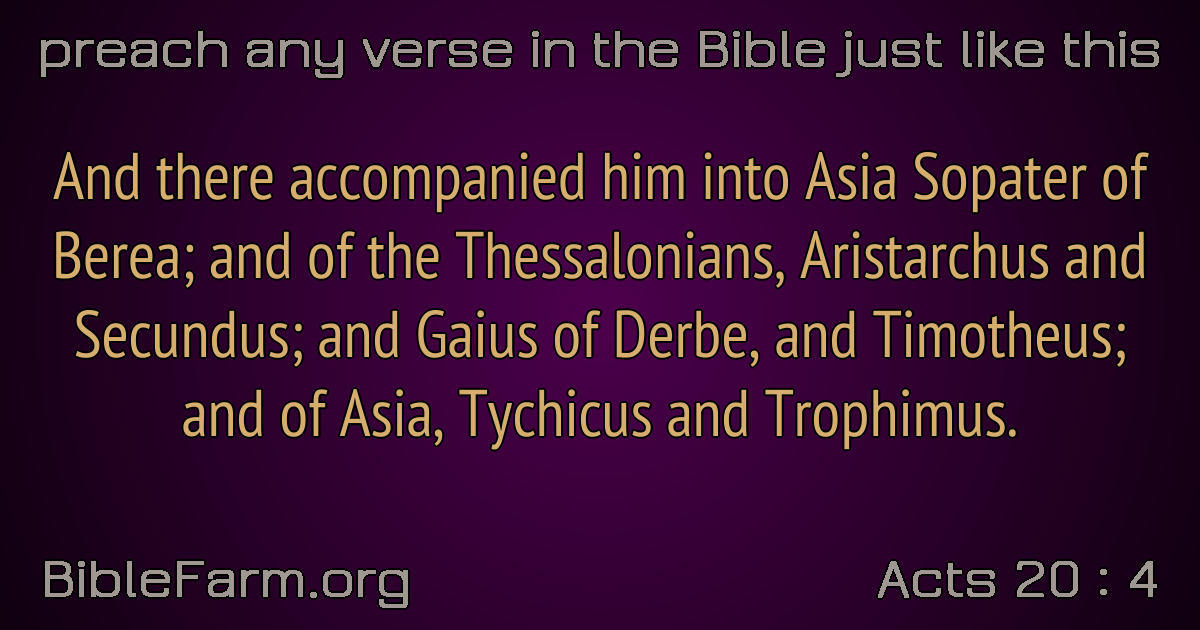 preach any verse in the Bible just like this
And there accompanied him into Asia Sopater of
Berea; and of the Thessalonians, Aristarchus and
Secundus; and Gaius of Derbe, and Timotheus;
and of Asia, Tychicus and Trophimus.
BibleFarm.org
Acts 20 : 4